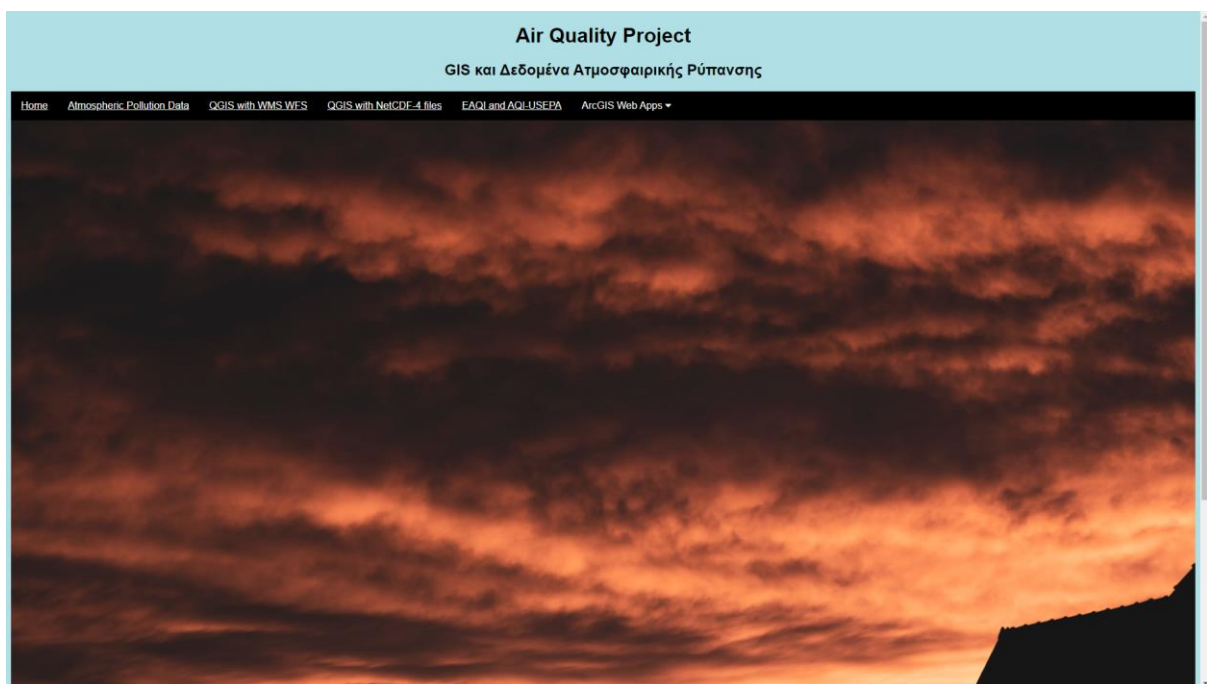 Air Quality Project
GIS και Δεδομένα Ατμοσφαιρικής Ρύπανσης
Home Atmospheric Pollution Data QGIS with WMS WFS QGIS with NetCDF-4 files EAQI and AQI-USEPA ArcGIS Web Apps